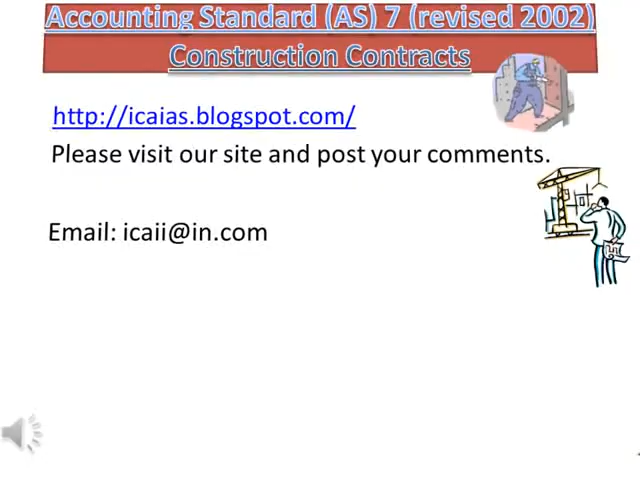 Accounting Standard (AS) 7 (revised 2002)
Construction Contracts
http://icaias.blogspot.com/
Please visit our site and post your comments.
Email: icaii@in.com